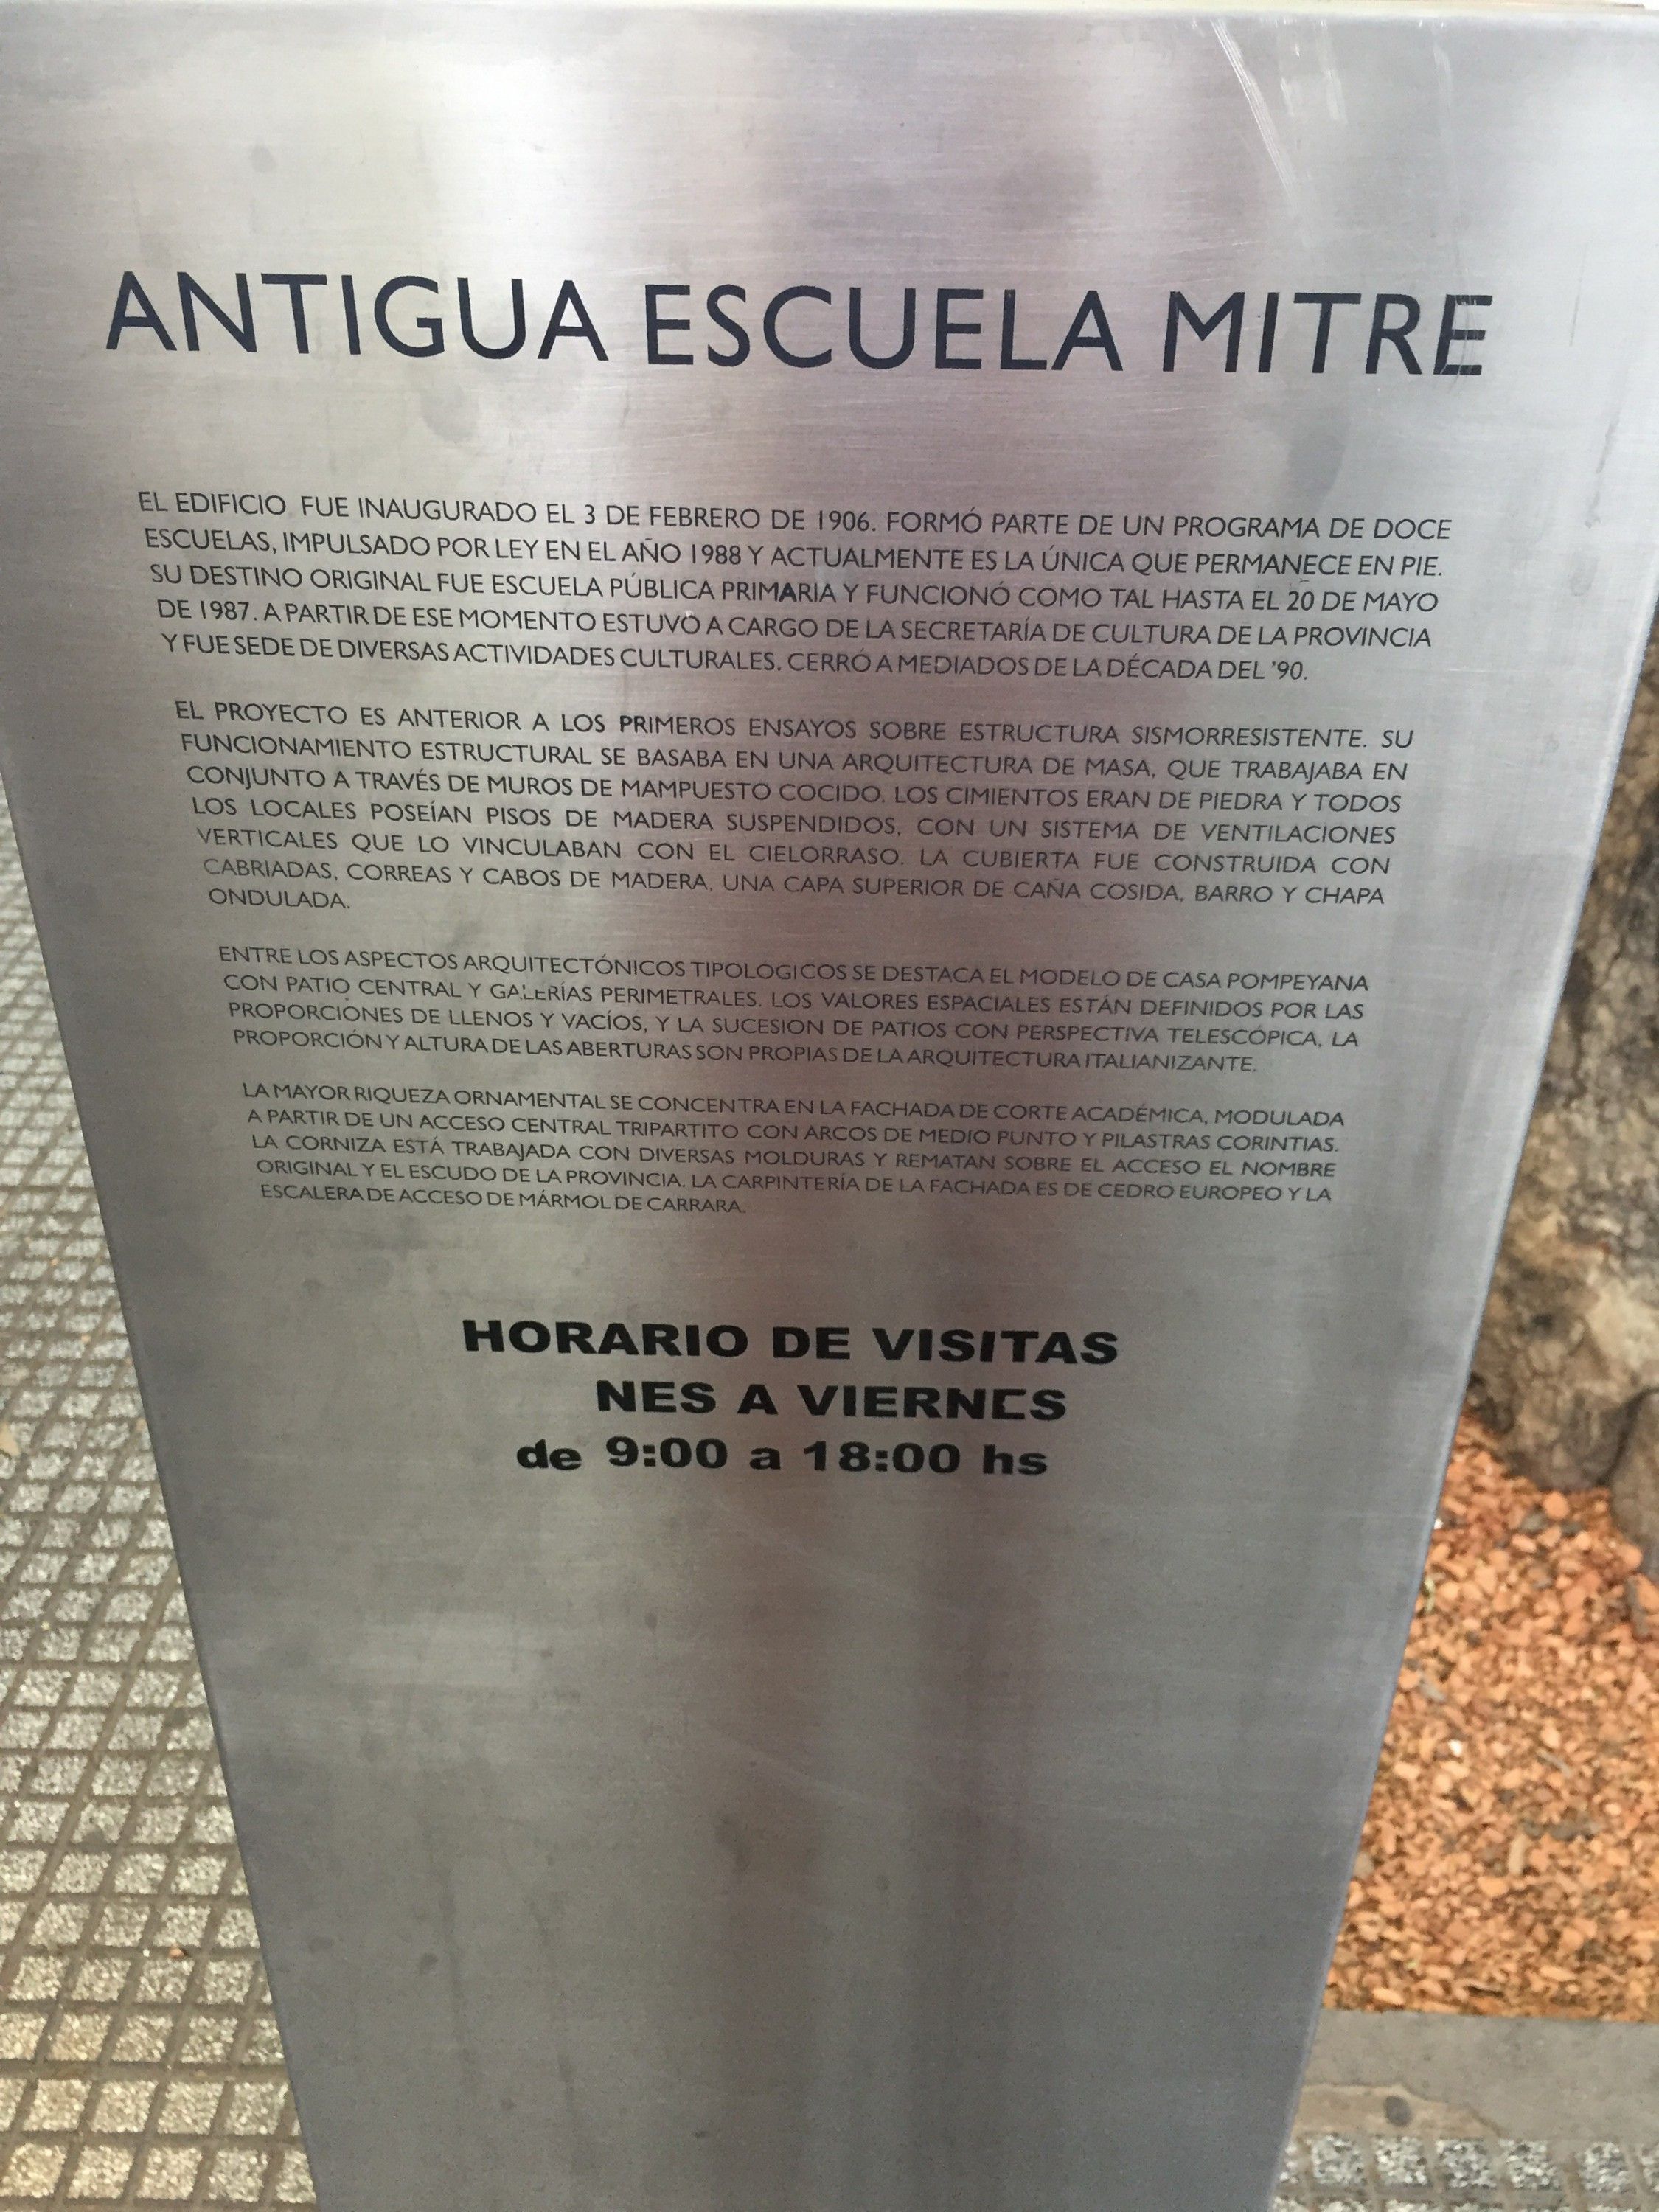 ANTIGUA ESCUELA MITRE
EL EDIFICIO FUE INAUGURADO EL 3 DE FEBRERO DE 1906. FORMÓ PARTE DE UN PROGRAMA DE DOCE
ESCUELAS, IMPULSADO POR LEY EN EL AÑO 1988 Y ACTUALMENTE ES LA ÚNICA QUE PERMANECE EN PIE.
SU DESTINO ORIGINAL FUE ESCUELA PÚBLICA PRIMARIA Y FUNCIONÓ COMO TAL HASTA EL 20 DE MAYO
DE 1987. A PARTIR DE ESE MOMENTO ESTUVO A CARGO DE LA SECRETARÍA DE CULTURA DE LA PROVINCIA
Y FUE SEDE DE DIVERSAS ACTIVIDADES CULTURALES. CERRÓ A MEDIADOS DE LA DÉCADA DEL '90.
EL PROYECTO ES ANTERIOR A LOS PRIMEROS ENSAYOS SOBRE ESTRUCTURA SISMORRESISTENTE. SU
FUNCIONAMIENTO ESTRUCTURAL SE BASABA EN UNA ARQUITECTURA DE MASA, QUE TRABAJABA EN
CONJUNTO A TRAVÉS DE MUROS DE MAMPUESTO COCIDO. LOS CIMIENTOS ERAN DE PIEDRA Y TODOS
LOS LOCALES POSEÍAN PISOS DE MADERA SUSPENDIDOS, CON UN SISTEMA DE VENTILACIONES
VERTICALES QUE LO VINCULABAN CON EL CIELORRASO. LA CUBIERTA FUE CONSTRUIDA CON
CABRIADAS, CORREAS Y CABOS DE MADERA, UNA CAPA SUPERIOR DE CAÑA COSIDA, BARRO Y CHAPA
ONDULADA.
ENTRE LOS ASPECTOS ARQUITECTÓNICOS TIPOLOGICOS SE DESTACA EL MODELO DE CASA POMPEYANA
CON PATIO CENTRAL Y GALERÍAS PERIMETRALES. LOS VALORES ESPACIALES ESTÁN DEFINIDOS POR LAS
PROPORCIONES DE LLENOS Y VACÍOS, Y LA SUCESION DE PATIOS CON PERSPECTIVA TELESCÓPICA, LA
PROPORCIÓN Y ALTURA DE LAS ABERTURAS SON PROPIAS DE LA ARQUITECTURA ITALIANIZANTE.
LA MAYOR RIQUEZA ORNAMENTAL SE CONCENTRA EN LA FACHADA DE CORTE ACADÉMICA, MODULADA
A PARTIR DE UN ACCESO CENTRAL TRIPARTITO CON ARCOS DE MEDIO PUNTO Y PILASTRAS CORINTIAS.
LA CORNIZA ESTÁ TRABAJADA CON DIVERSAS MOLDURAS Y REMATAN SOBRE EL ACCESO EL NOMBRE
ORIGINAL Y EL ESCUDO DE LA PROVINCIA. LA CARPINTERÍA DE LA FACHADA ES DE CEDRO EUROPEO Y LA
ESCALERA DE ACCESO DE MÁRMOL DE CARRARA.
HORARIO DE VISITAS
NES A VIERNES
de 9:00 a 18:00 hs